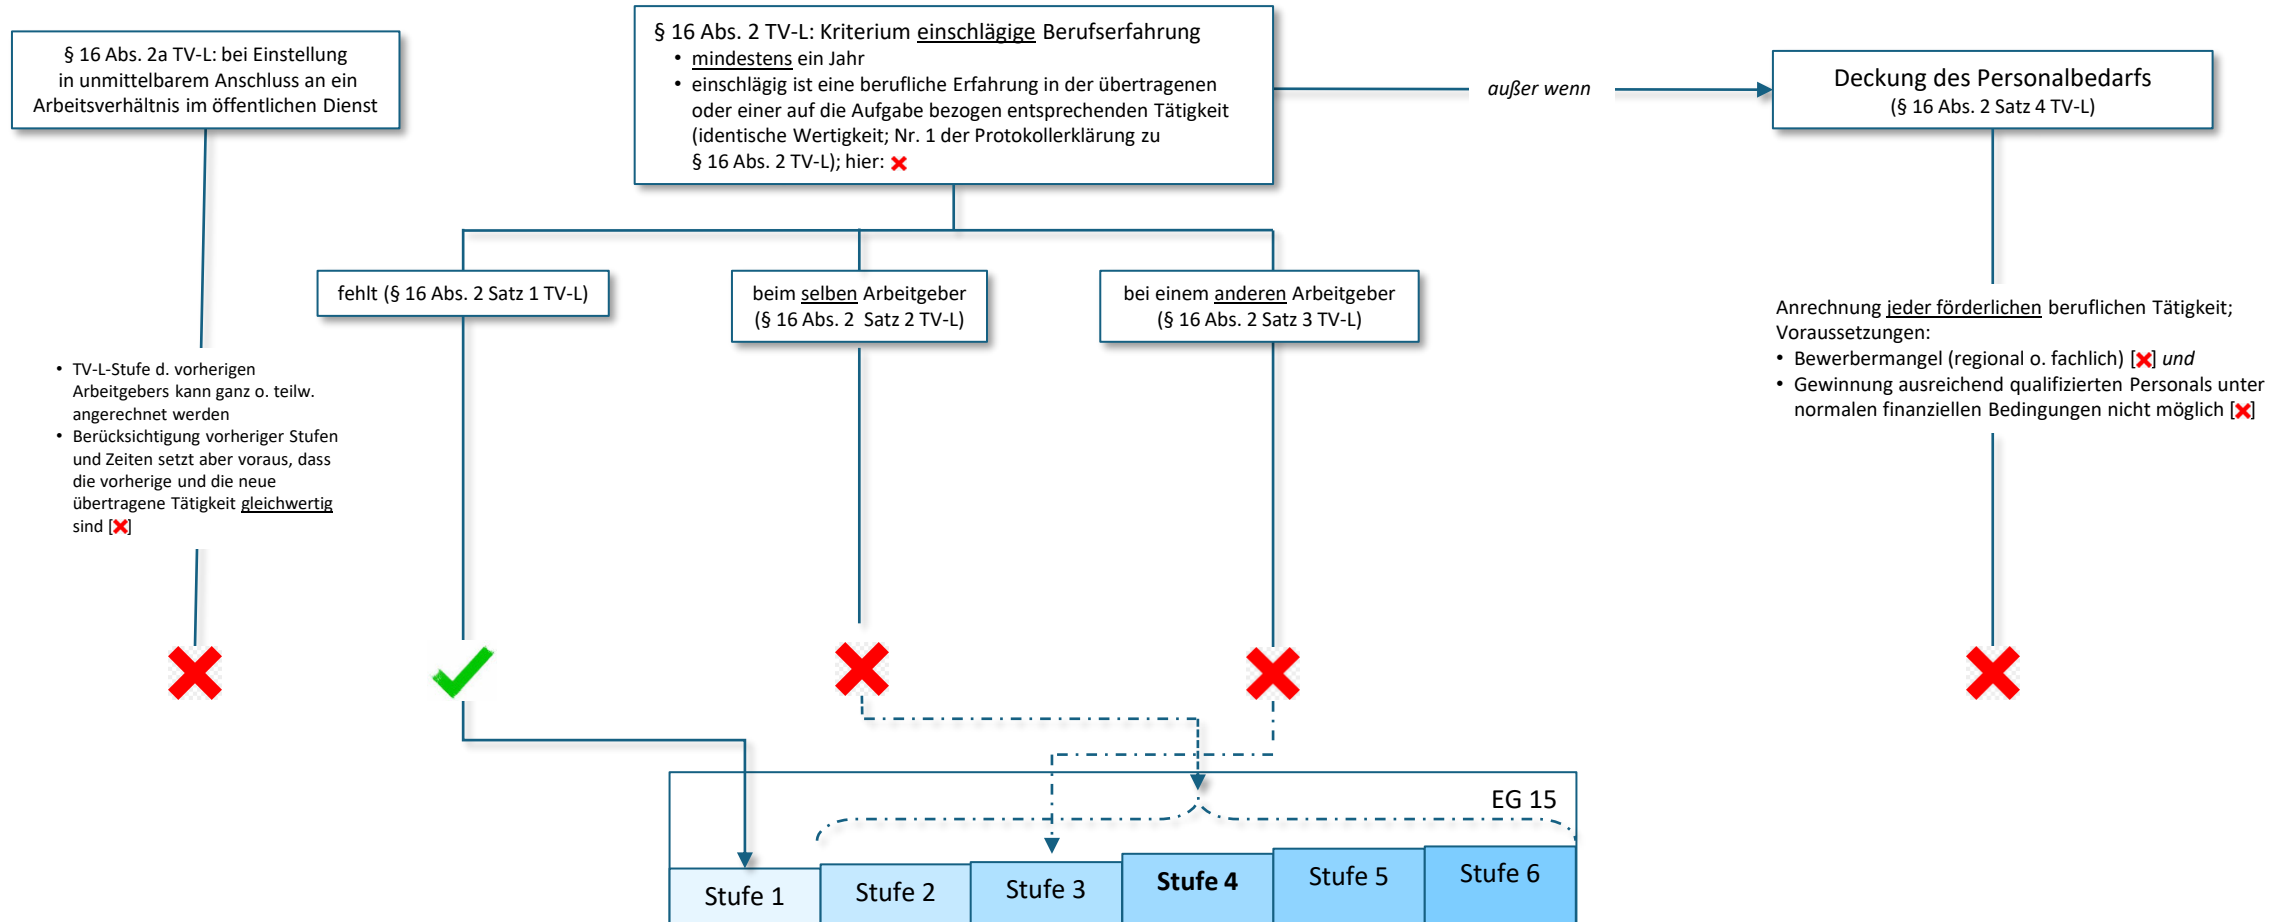 § 16 Abs. 2a TV-L: bei Einstellung
in unmittelbarem Anschluss an ein
Arbeitsverhältnis im öffentlichen Dienst
§ 16 Abs. 2 TV-L: Kriterium einschlägige Berufserfahrung
• mindestens ein Jahr
• einschlägig ist eine berufliche Erfahrung in der übertragenen
oder einer auf die Aufgabe bezogen entsprechenden Tätigkeit
(identische Wertigkeit; Nr. 1 der Protokollerklärung zu
§ 16 Abs. 2 TV-L); hier: ❌
außer wenn
Deckung des Personalbedarfs
(§ 16 Abs. 2 Satz 4 TV-L)
fehlt (§ 16 Abs. 2 Satz 1 TV-L)
beim selben Arbeitgeber
(§ 16 Abs. 2 Satz 2 TV-L)
bei einem anderen Arbeitgeber
(§ 16 Abs. 2 Satz 3 TV-L)
• TV-L-Stufe d. vorherigen
Arbeitgebers kann ganz o. teilw.
angerechnet werden
• Berücksichtigung vorheriger Stufen
und Zeiten setzt aber voraus, dass
die vorherige und die neue
übertragene Tätigkeit gleichwertig
sind [❌]
Anrechnung jeder förderlichen beruflichen Tätigkeit;
Voraussetzungen:
• Bewerbermangel (regional o. fachlich) [❌] und
• Gewinnung ausreichend qualifizierten Personals unter
normalen finanziellen Bedingungen nicht möglich [❌]
EG 15
Stufe 1
Stufe 2
Stufe 3
Stufe 4
Stufe 5
Stufe 6